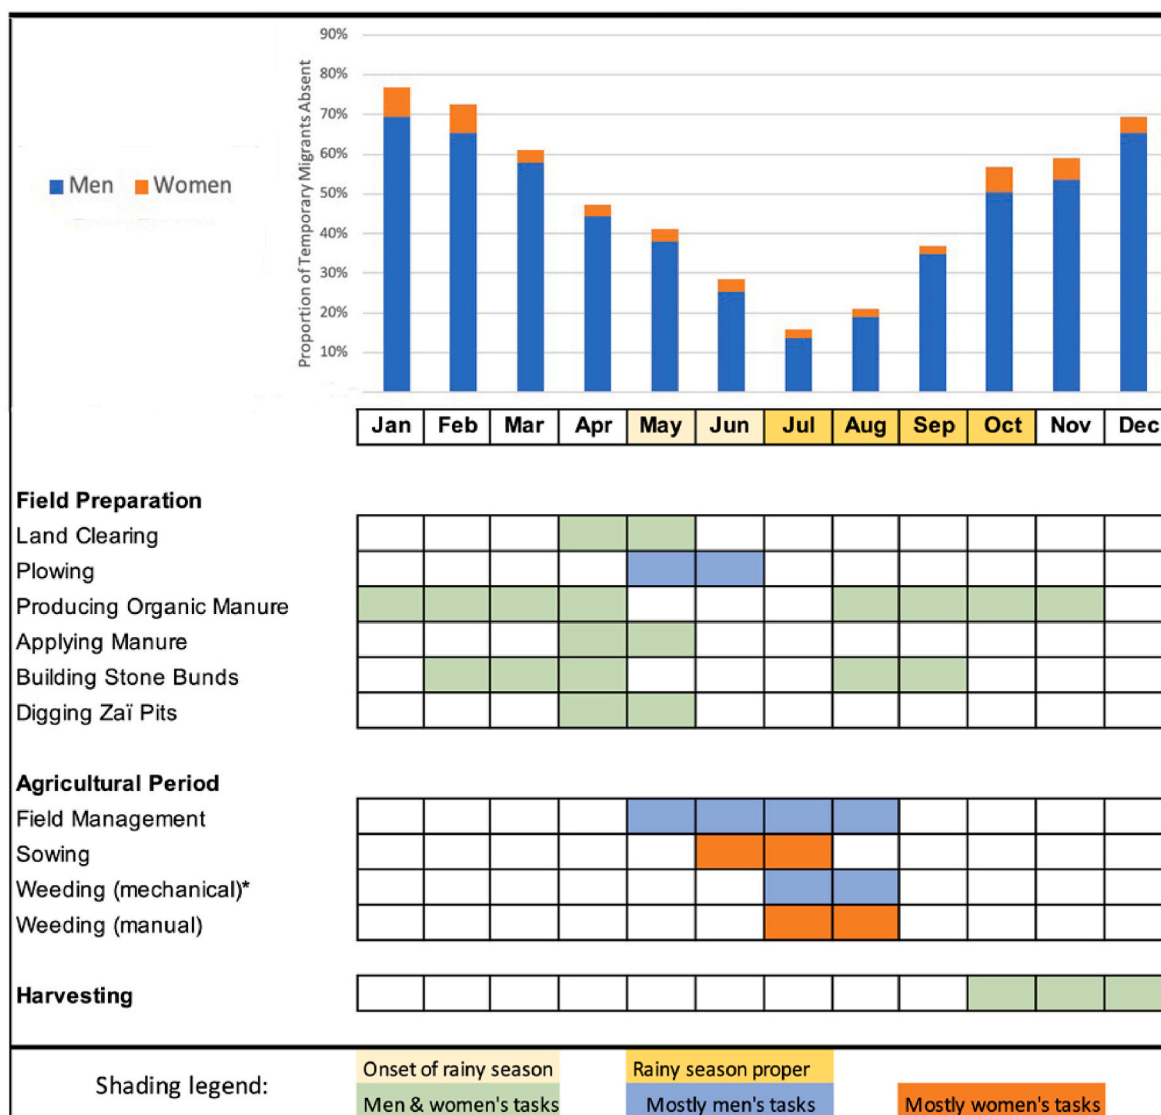 90%
80%
70%
60%
50%
40%
30%
20%
10%
Proportion of Temporary Migrants Absent
Men Women
Jan Feb Mar Apr May Jun Jul Aug Sep Oct Nov Dec
Field Preparation
Land Clearing
Plowing
Producing Organic Manure
Applying Manure
Building Stone Bunds
Digging Zaï Pits
Agricultural Period
Field Management
Sowing
Weeding (mechanical)*
Weeding (manual)
Harvesting
Shading legend:
Onset of rainy season Rainy season proper
Men & women's tasks Mostly men's tasks Mostly women's tasks